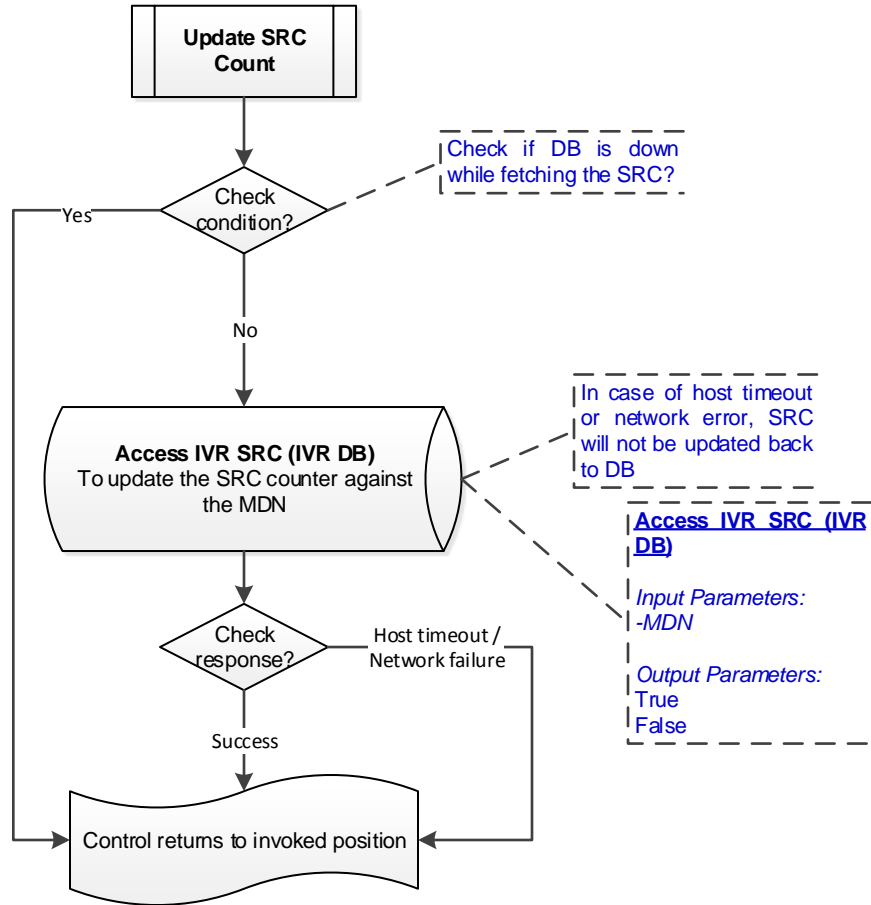 Update SRC
Count
Check if DB is down
while fetching the SRC?
Check
condition?
Yes
No
In case of host timeout
or network error, SRC
will not be updated back
to DB
Access IVR SRC (IVR DB)
To update the SRC counter against
the MDN
Access IVR SRC (IVR
DB)
Input Parameters:
-MDN
Output Parameters:
True
False
Check
response?
Host timeout /
Network failure
Success
Control returns to invoked position